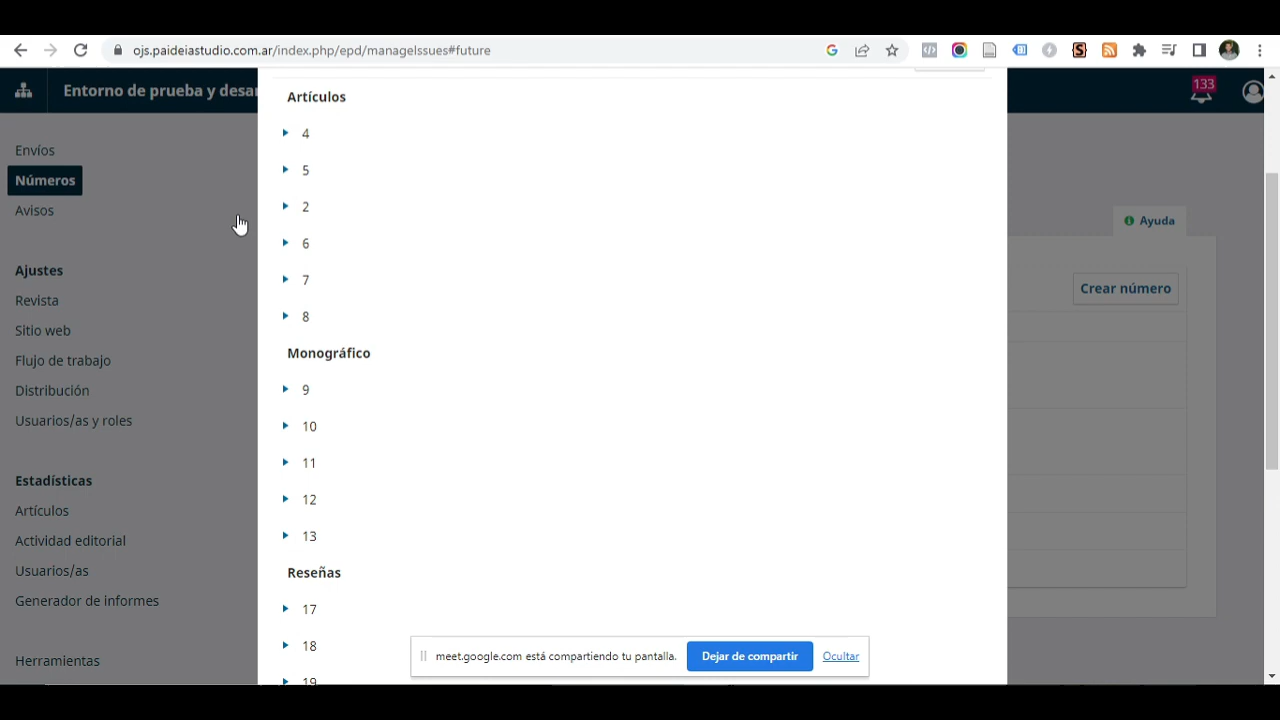 ojs.paideiastudio.com.ar/index.php/epd/manageIssues#future
Entorno de prueba y desar
133
Envíos
Números
Avisos
Ajustes
Revista
Sitio web
Flujo de trabajo
Distribución
Usuarios/as y roles
Estadísticas
Artículos
Actividad editorial
Usuarios/as
Generador de informes
Herramientas
Artículos
4
5
2
6
7
8
Monográfico
9
10
11
12
13
Reseñas
17
18
19
Ayuda
Crear número
meet.google.com está compartiendo tu pantalla.
Dejar de compartir
Ocultar